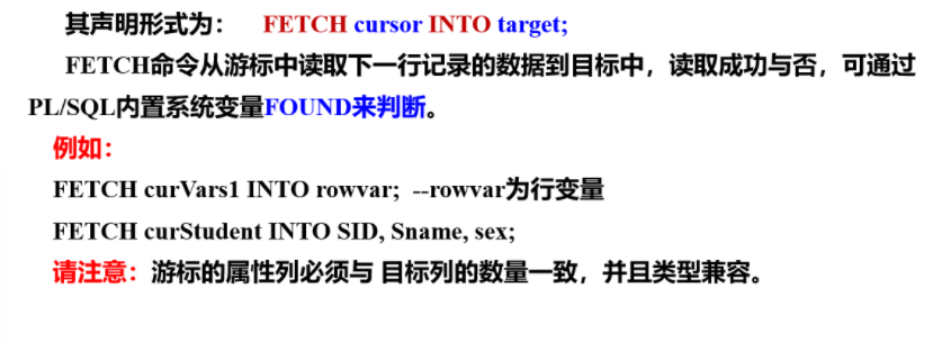 其声明形式为： FETCH cursor INTO target;
FETCH命令从游标中读取下一行记录的数据到目标中，读取成功与否，可通过
PL/SQL内置系统变量FOUND来判断。
例如：
FETCH curVars1 INTO rowvar; --rowvar为行变量
FETCH curStudent INTO SID, Sname, sex;
请注意：游标的属性列必须与 目标列的数量一致，并且类型兼容。